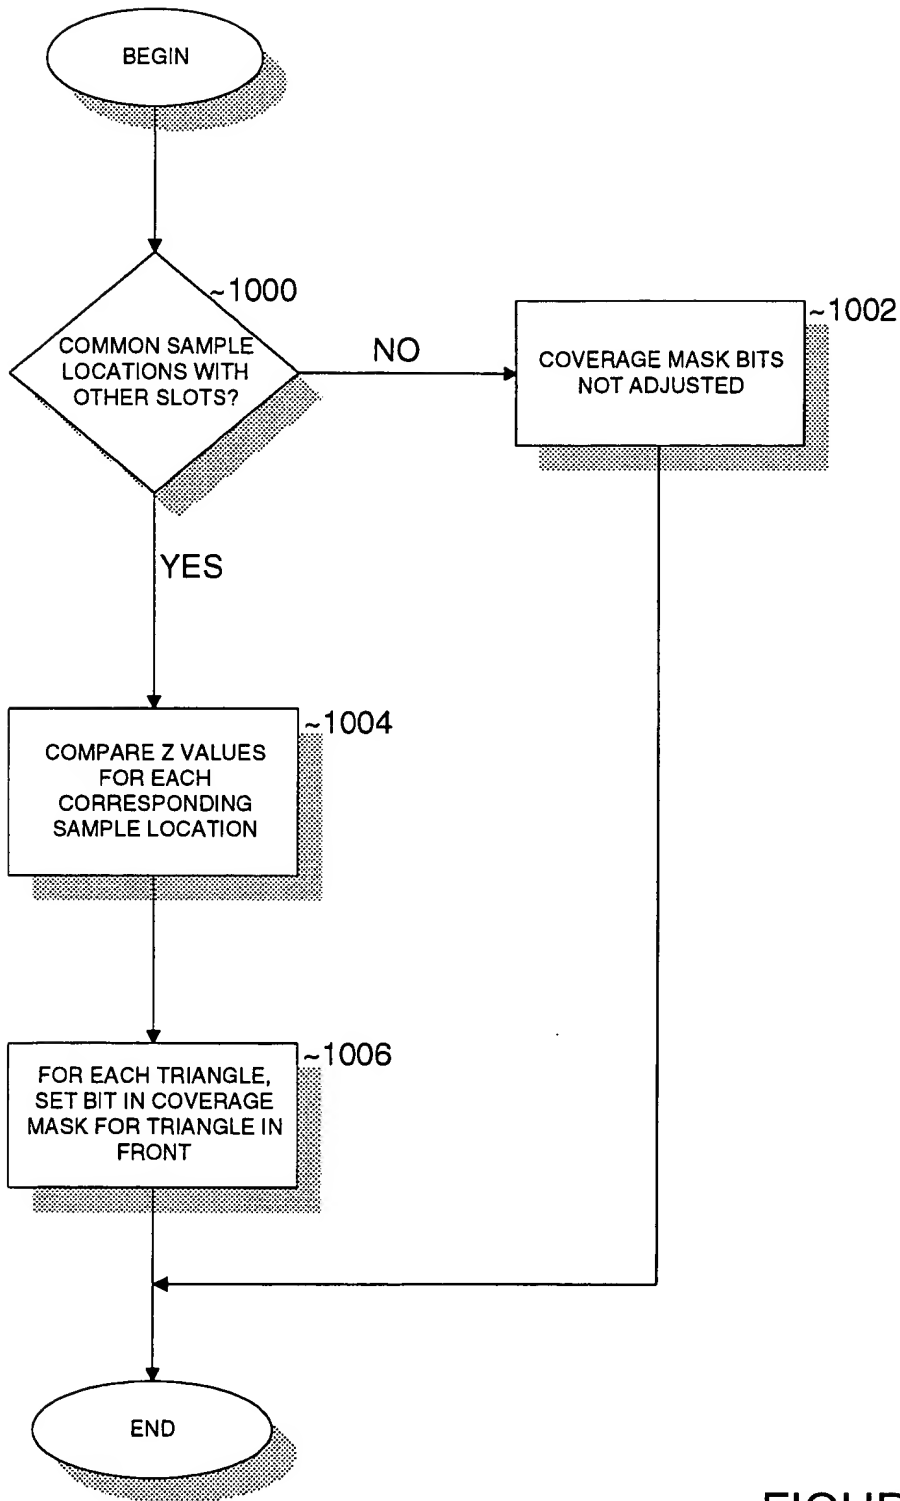 BEGIN
~1000
COMMON SAMPLE
LOCATIONS WITH
OTHER SLOTS?
NO
~1002
COVERAGE MASK BITS
NOT ADJUSTED
YES
~1004
COMPARE Z VALUES
FOR EACH
CORRESPONDING
SAMPLE LOCATION
~1006
FOR EACH TRIANGLE,
SET BIT IN COVERAGE
MASK FOR TRIANGLE IN
FRONT
END